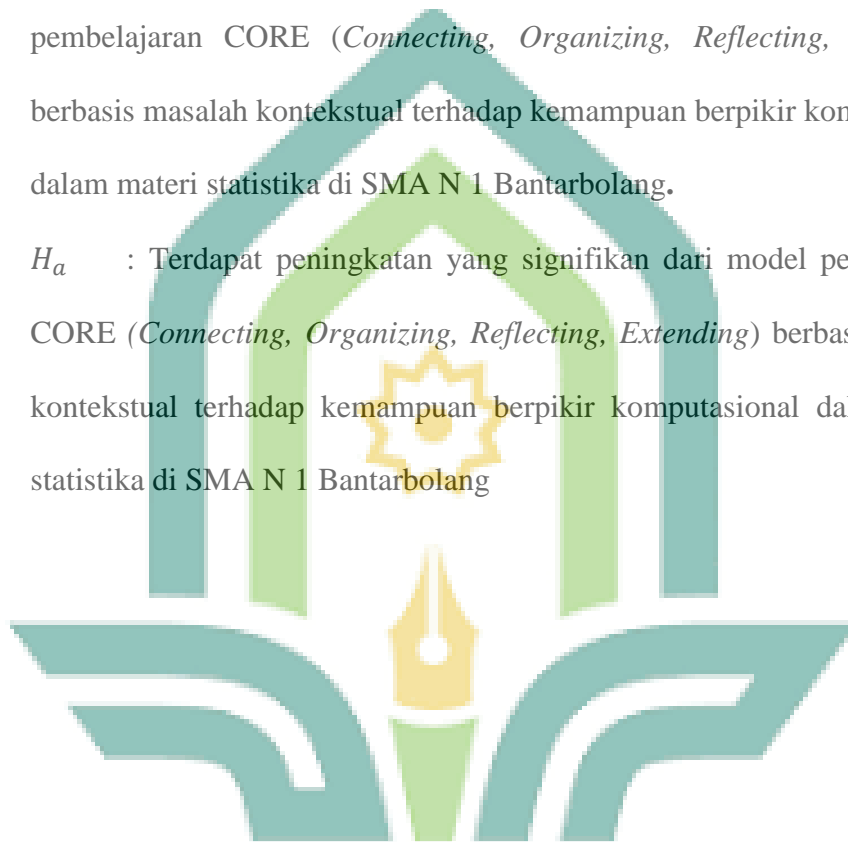 pembelajaran CORE (Connecting, Organizing, Reflecting,
berbasis masalah kontekstual terhadap kemampuan berpikir kom
dalam materi statistika di SMA N 1 Bantarbolang.
Hₐ : Terdapat peningkatan yang signifikan dari model pe
CORE (Connecting, Organizing, Reflecting, Extending) berbas
kontekstual terhadap kemampuan berpikir komputasional dal
statistika di SMA N 1 Bantarbolang